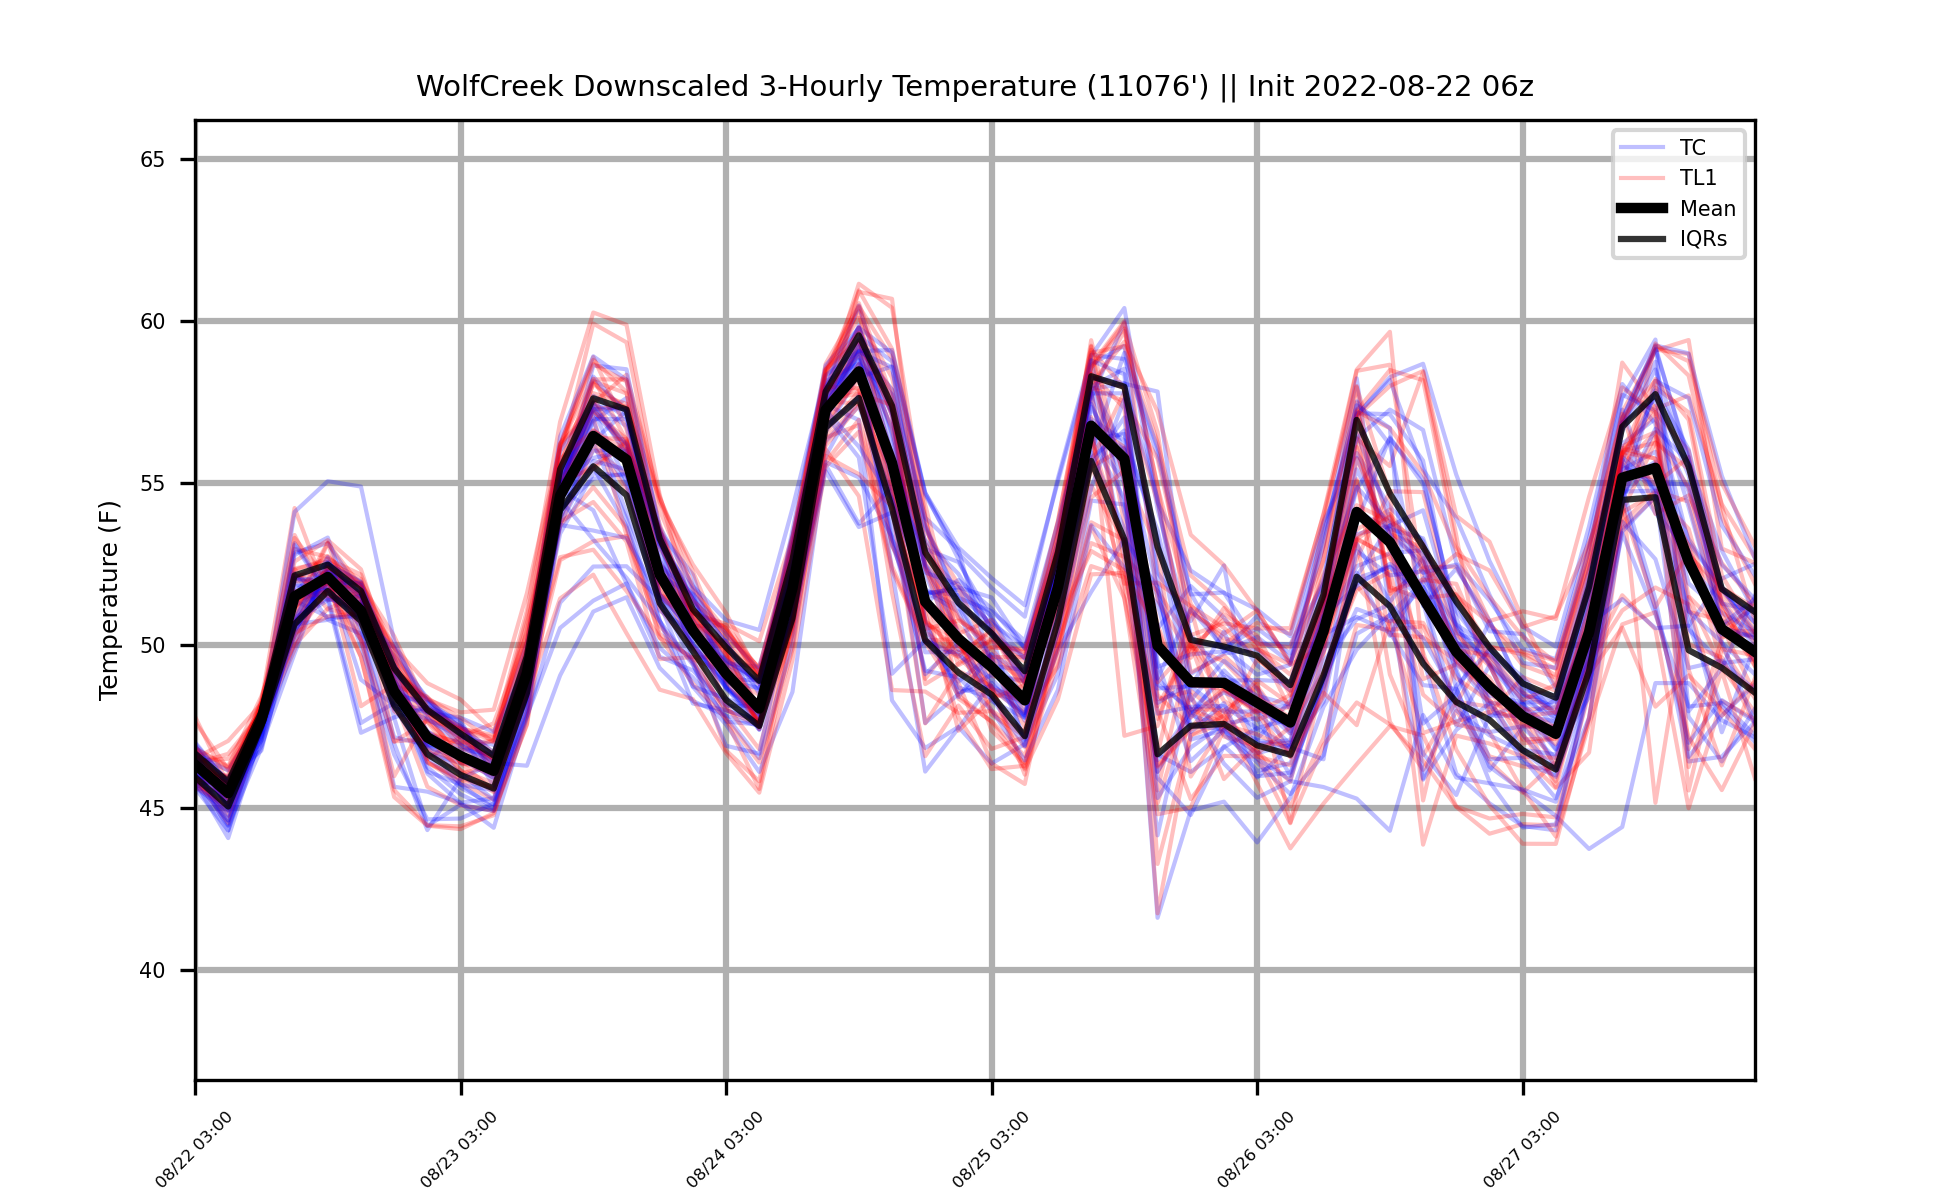 WolfCreek Downscaled 3-Hourly Temperature (11076') || Init 2022-08-22 06z
TC
TL1
Mean
IQRs
Temperature (F)
65
60
55
50
45
40
08/22 03:00
08/23 03:00
08/24 03:00
08/25 03:00
08/26 03:00
08/27 03:00